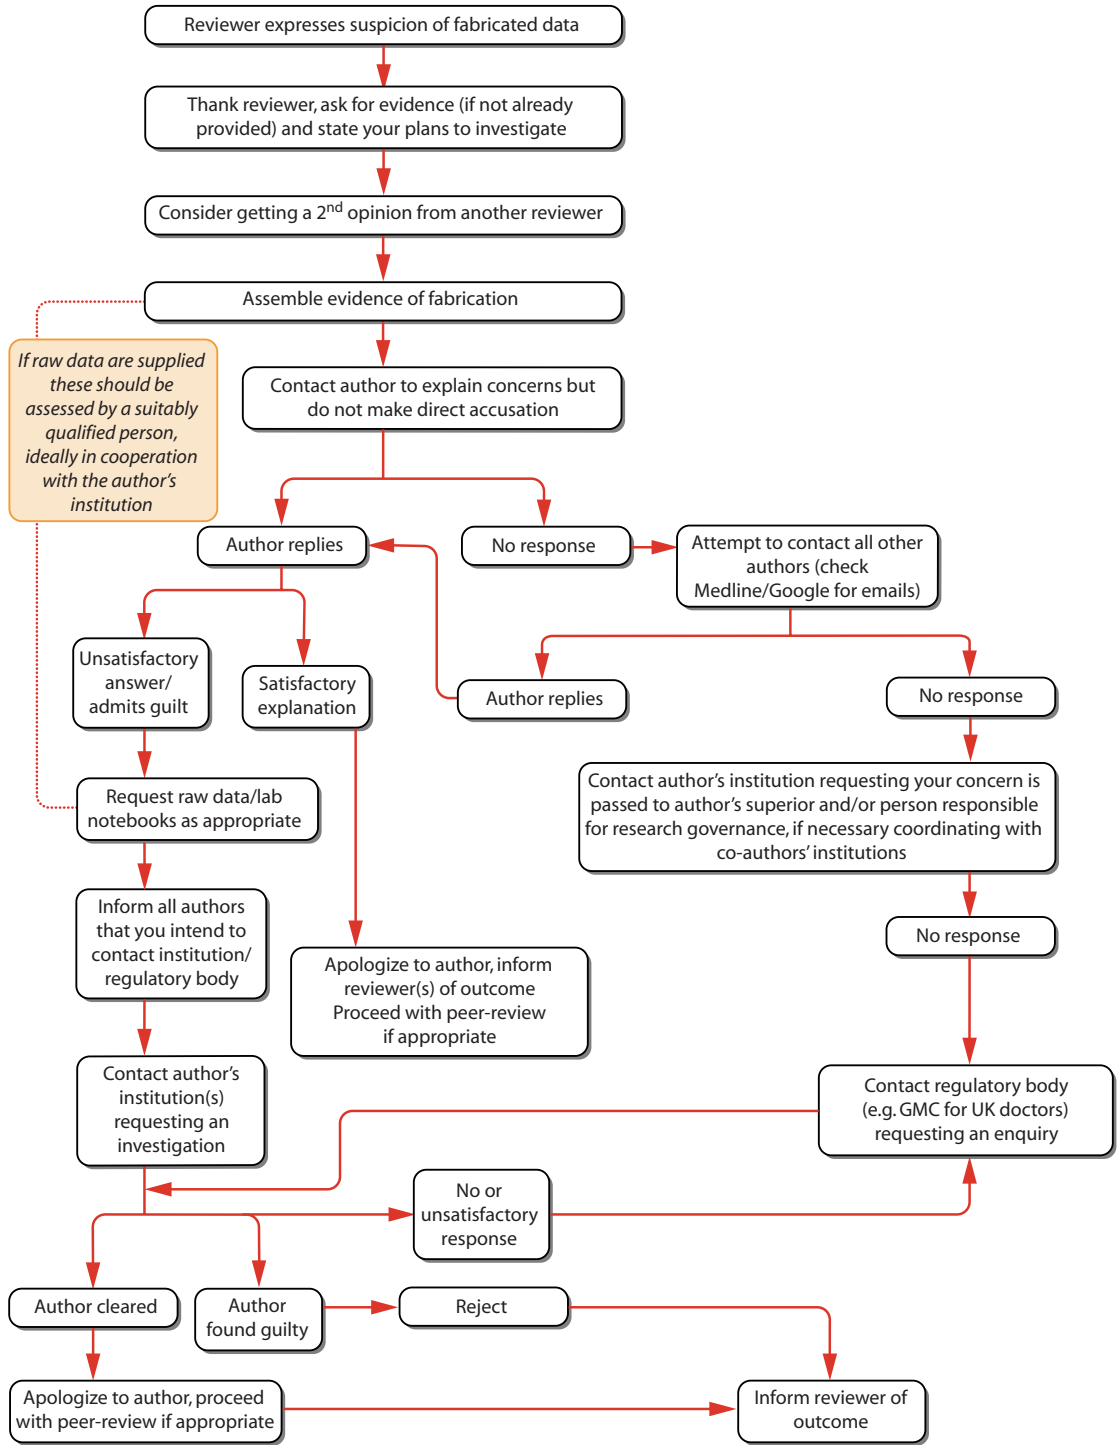 Reviewer expresses suspicion of fabricated data
Thank reviewer, ask for evidence (if not already
provided) and state your plans to investigate
Consider getting a 2nd opinion from another reviewer
Assemble evidence of fabrication
If raw data are supplied
these should be
assessed by a suitably
qualified person,
ideally in cooperation
with the author's
institution
Contact author to explain concerns but
do not make direct accusation
Author replies
No response
Attempt to contact all other
authors (check
Medline/Google for emails)
Unsatisfactory
answer/
admits guilt
Satisfactory
explanation
Author replies
No response
Request raw data/lab
notebooks as appropriate
Contact author's institution requesting your concern is
passed to author's superior and/or person responsible
for research governance, if necessary coordinating with
co-authors' institutions
Inform all authors
that you intend to
contact institution/
regulatory body
No response
Apologize to author, inform
reviewer(s) of outcome
Proceed with peer-review
if appropriate
Contact author's
institution(s)
requesting an
investigation
Contact regulatory body
(e.g. GMC for UK doctors)
requesting an enquiry
No or
unsatisfactory
response
Author cleared
Author
found guilty
Reject
Apologize to author, proceed
with peer-review if appropriate
Inform reviewer of
outcome